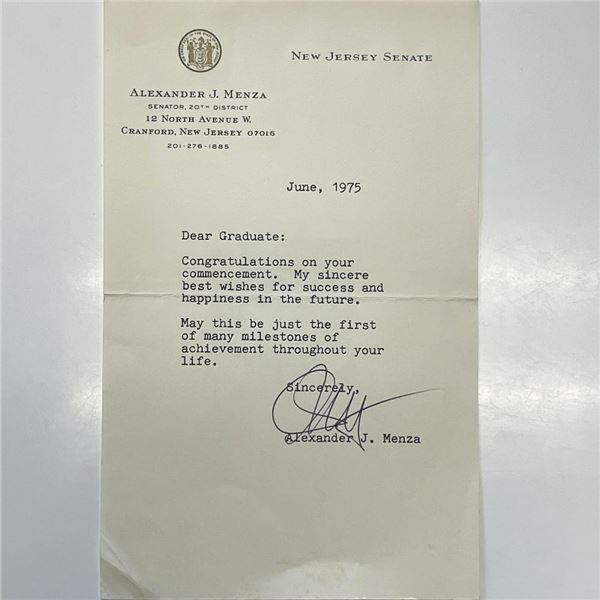 NEW JERSEY SENATE
ALEXANDER J. MENZA
SENATOR, 20TH DISTRICT
12 NORTH AVENUE W.
CRANFORD, NEW JERSEY 07016
201-276-1885
June, 1975
Dear Graduate:
Congratulations on your
commencement. My sincere
best wishes for success and
happiness in the future.
May this be just the first
of many milestones of
achievement throughout your
life.
Sincerely,
Alexander J. Menza